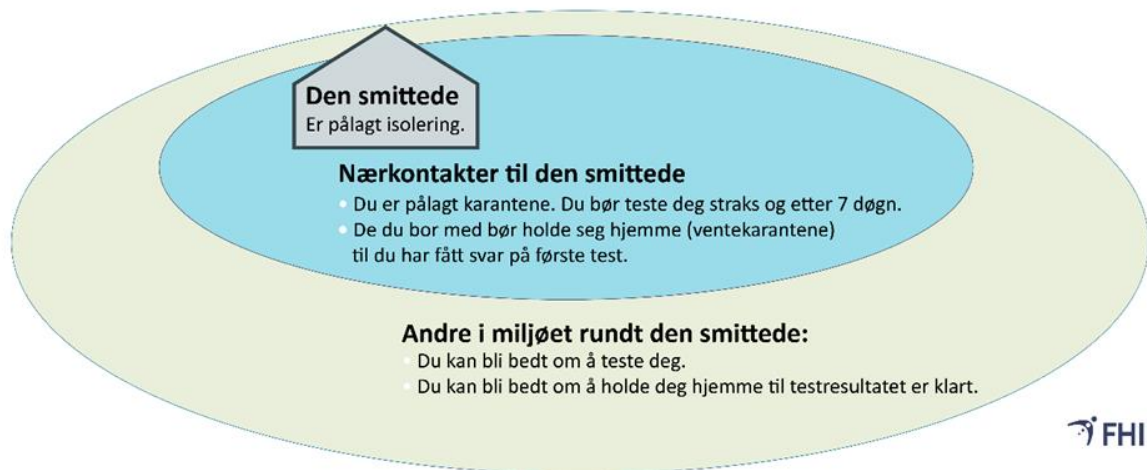 Den smittede
Er pålagt isolering.
Nærkontakter til den smittede
• Du er pålagt karantene. Du bør teste deg straks og etter 7 døgn.
• De du bor med bør holde seg hjemme (ventekarantene)
til du har fått svar på første test.
Andre i miljøet rundt den smittede:
• Du kan bli bedt om å teste deg.
• Du kan bli bedt om å holde deg hjemme til testresultatet er klart.
FHI